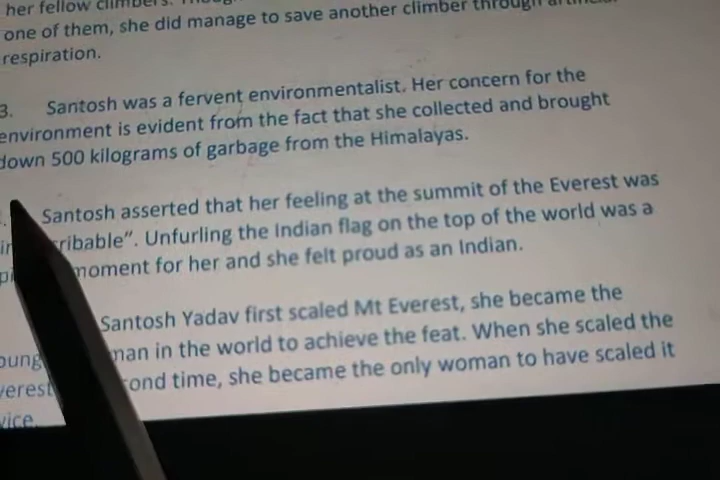 her fellow climbers.
one of them, she did manage to save another climber through
respiration.
3. Santosh was a fervent environmentalist. Her concern for the
environment is evident from the fact that she collected and brought
down 500 kilograms of garbage from the Himalayas.
Santosh asserted that her feeling at the summit of the Everest was
cribable". Unfurling the Indian flag on the top of the world was a
moment for her and she felt proud as an Indian.
Santosh Yadav first scaled Mt Everest, she became the
man in the world to achieve the feat. When she scaled the
verest ond time, she became the only woman to have scaled it